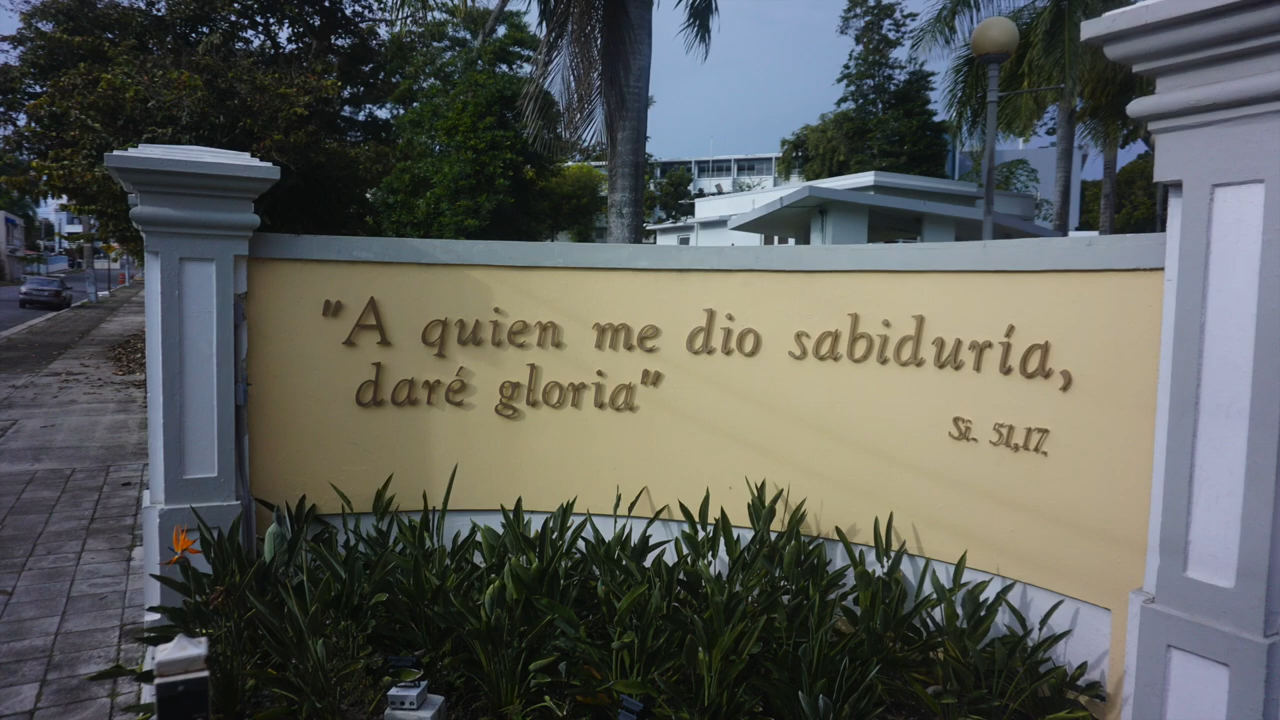 "A quien me dio sabiduría,
daré gloria"
Si. 51,17.